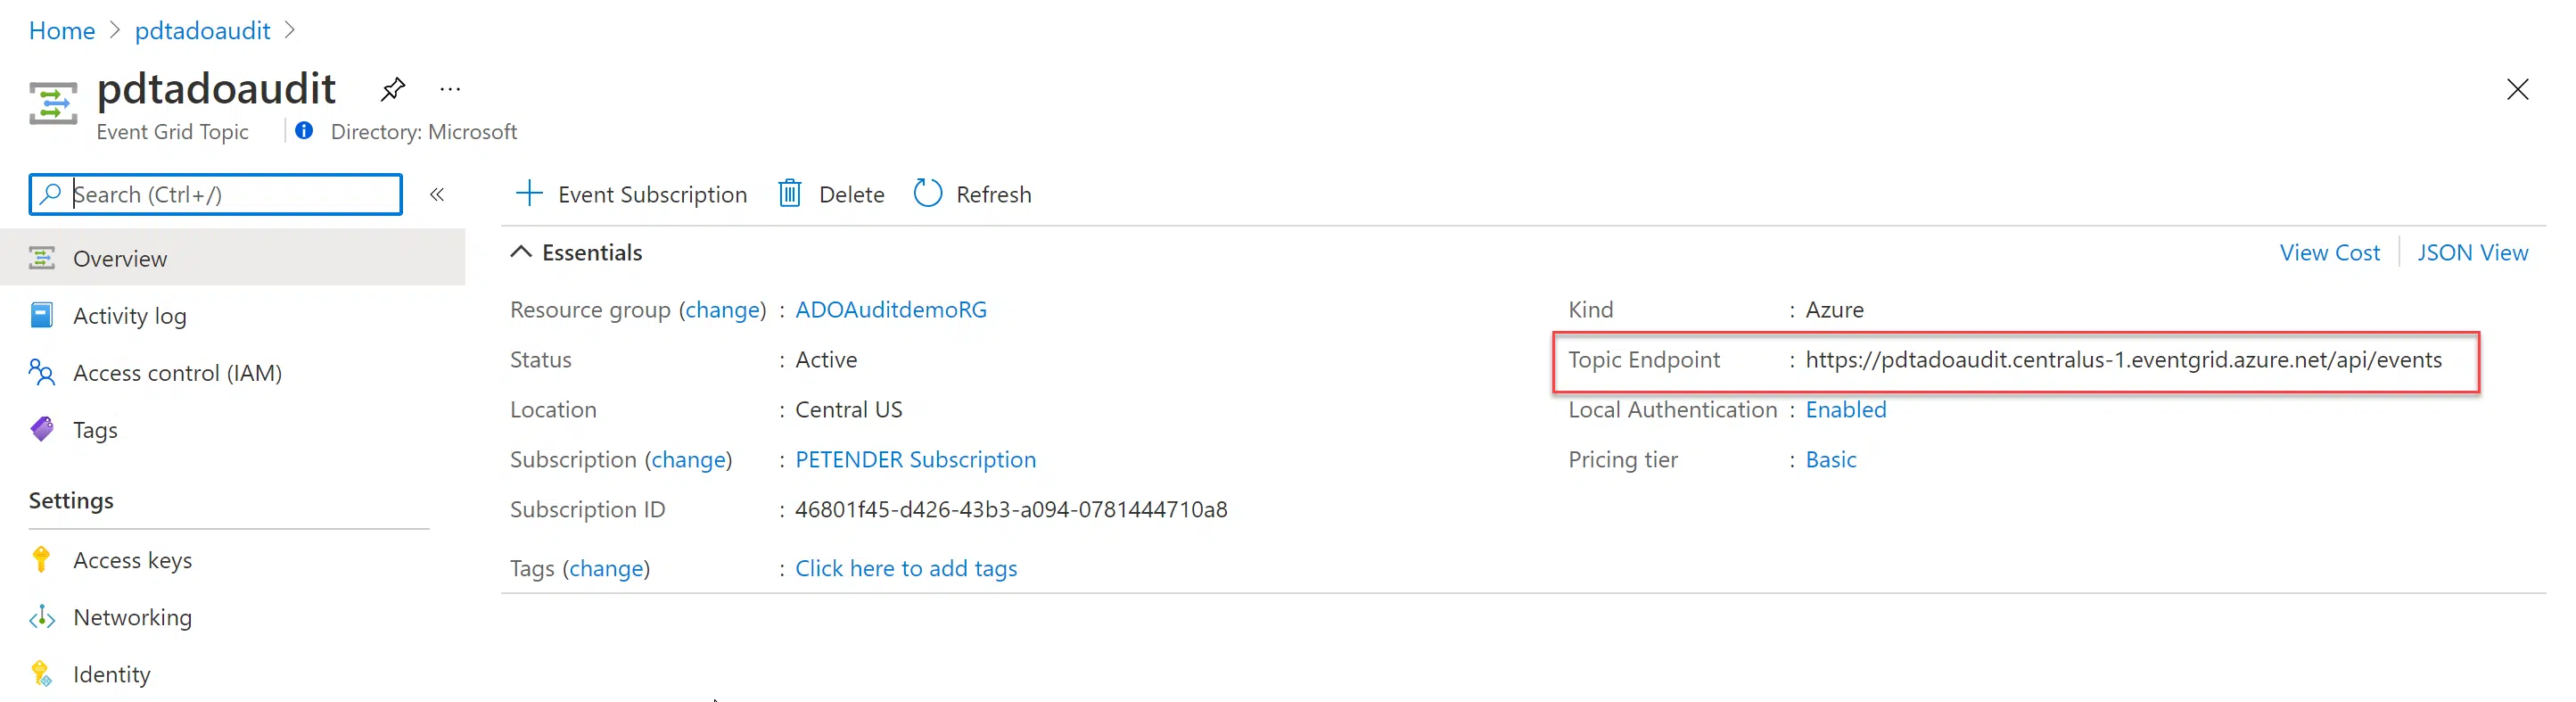 Home > pdtadoaudit >
pdtadoaudit ...
Event Grid Topic | Directory: Microsoft
Search (Ctrl+/) «
+ Event Subscription Delete Refresh
Overview
Activity log
Access control (IAM)
Tags
Settings
Access keys
Networking
Identity
Essentials
View Cost | JSON View
Resource group (change) : ADOAuditdemoRG
Status : Active
Location : Central US
Subscription (change) : PETENDER Subscription
Subscription ID : 46801f45-d426-43b3-a094-0781444710a8
Tags (change) : Click here to add tags
Kind : Azure
Topic Endpoint : https://pdtadoaudit.centralus-1.eventgrid.azure.net/api/events
Local Authentication : Enabled
Pricing tier : Basic